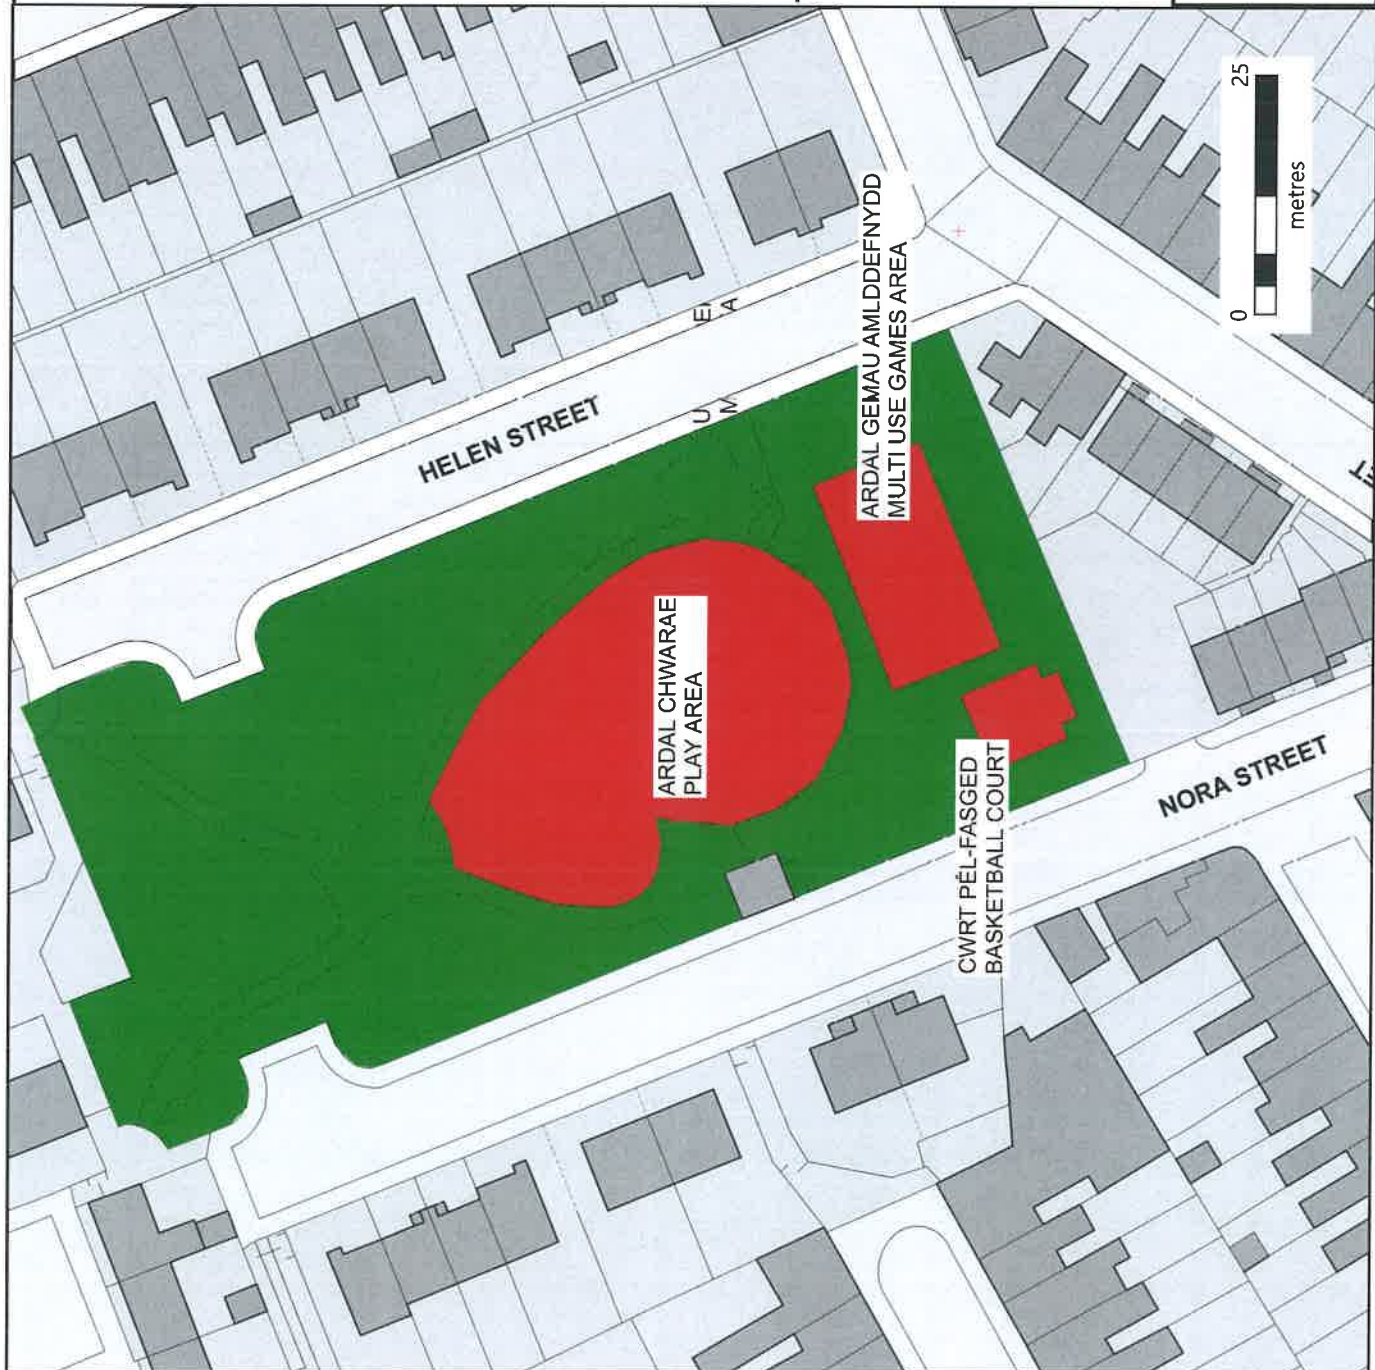 HELEN STREET
ARDAL CHWARAE
PLAY AREA
ARDAL GEMAU AMLDDEFNYDD
MULTI USE GAMES AREA
CWRT PÊL-FASGED
BASKETBALL COURT
NORA STREET
0
25
metres